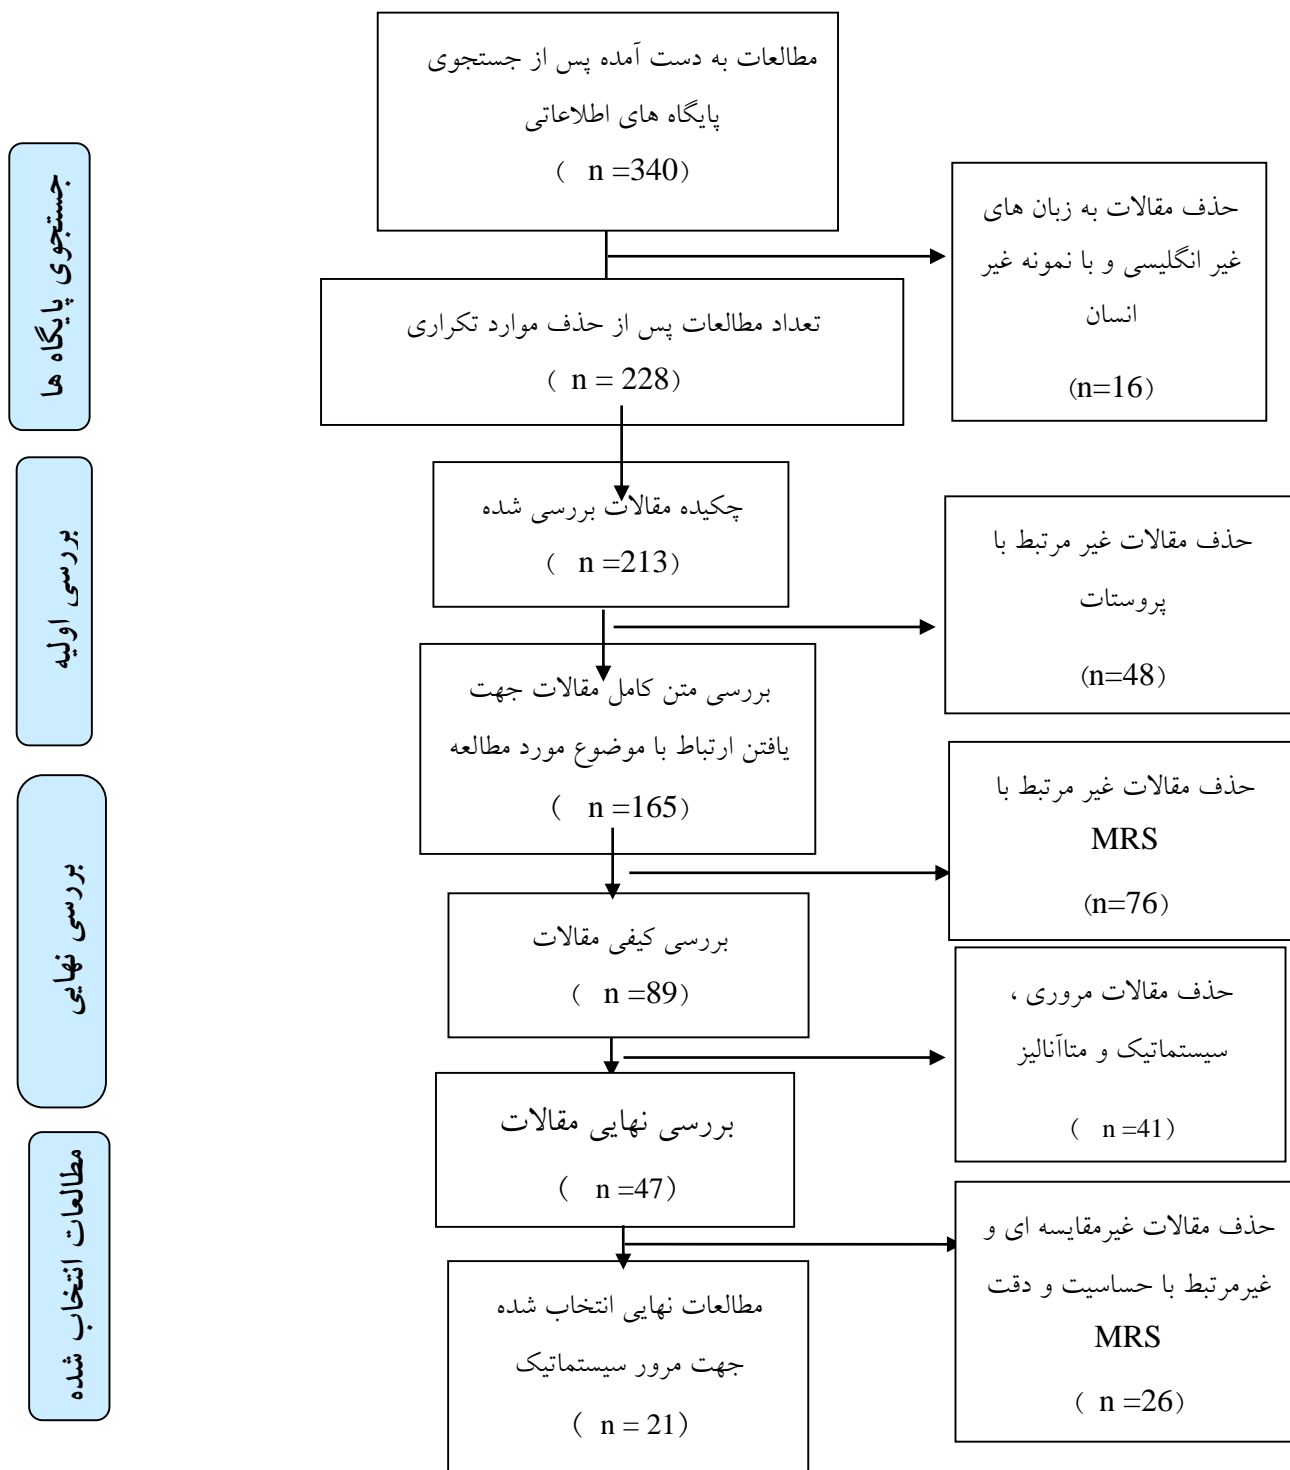 مطالعات به دست آمده پس از جستجوی
پایگاه های اطلاعاتی
( n =340)
حذف مقالات به زبان های
غیر انگلیسی و با نمونه غیر
انسان
(n=16)
تعداد مطالعات پس از حذف موارد تکراری
( n = 228)
جستجوی پایگاه ها
چکیده مقالات بررسی شده
( n =213)
حذف مقالات غیر مرتبط با
پروستات
(n=48)
بررسی اولیه
بررسی متن کامل مقالات جهت
یافتن ارتباط با موضوع مورد مطالعه
( n =165)
حذف مقالات غیر مرتبط با
MRS
(n=76)
بررسی کیفی مقالات
( n =89)
بررسی نهایی
حذف مقالات مروری ،
سیستماتیک و متاآنالیز
( n =41)
بررسی نهایی مقالات
( n =47)
حذف مقالات غیرمقایسه ای و
غیرمرتبط با حساسیت و دقت
MRS
( n =26)
مطالعات انتخاب شده
مطالعات نهایی انتخاب شده
جهت مرور سیستماتیک
( n = 21)